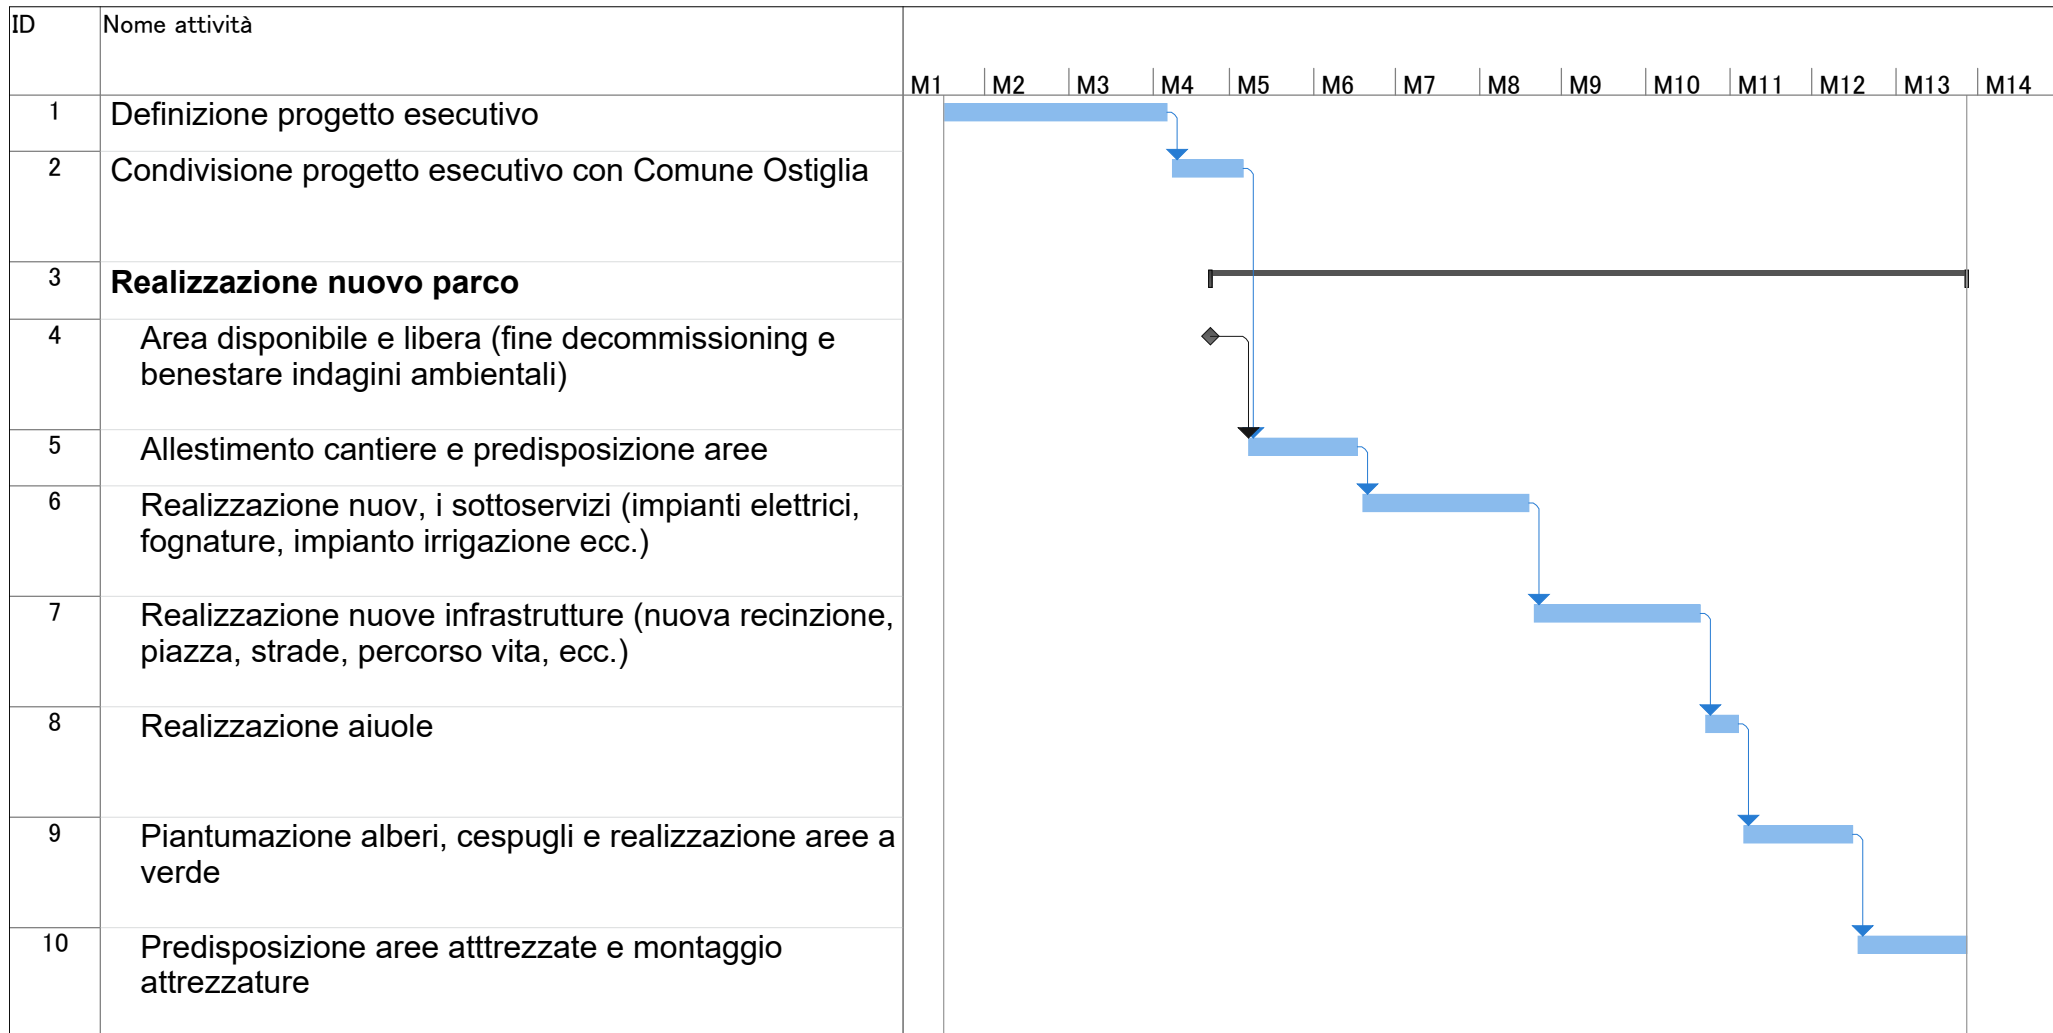 ID Nome attività
M1 M2 M3 M4 M5 M6 M7 M8 M9 M10 M11 M12 M13 M14
1 Definizione progetto esecutivo
2 Condivisione progetto esecutivo con Comune Ostiglia
3 Realizzazione nuovo parco
4 Area disponibile e libera (fine decommissioning e
benestare indagini ambientali)
5 Allestimento cantiere e predisposizione aree
6 Realizzazione nuov, i sottoservizi (impianti elettrici,
fognature, impianto irrigazione ecc.)
7 Realizzazione nuove infrastrutture (nuova recinzione,
piazza, strade, percorso vita, ecc.)
8 Realizzazione aiuole
9 Piantumazione alberi, cespugli e realizzazione aree a
verde
10 Predisposizione aree atttrezzate e montaggio
attrezzature